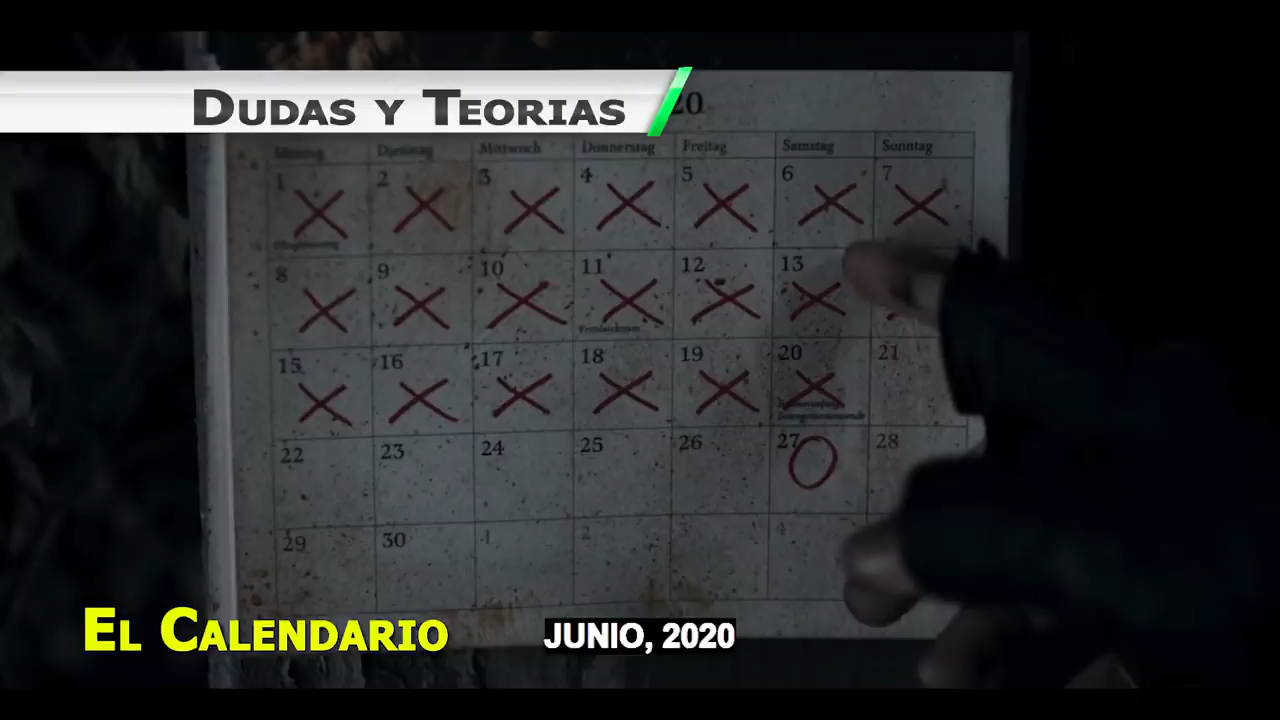 DUDAS Y TEORIAS
20
Montag Dienstag Mittwoch Donnerstag Freitag Samstag Sonntag
1 2 3 4 5 6 7
8 9 10 11 12 13
Fronleichnam
15 16 17 18 19 20 21
22 23 24 25 26 27 28
29 30 1 2 3 4
EL CALENDARIO
JUNIO, 2020